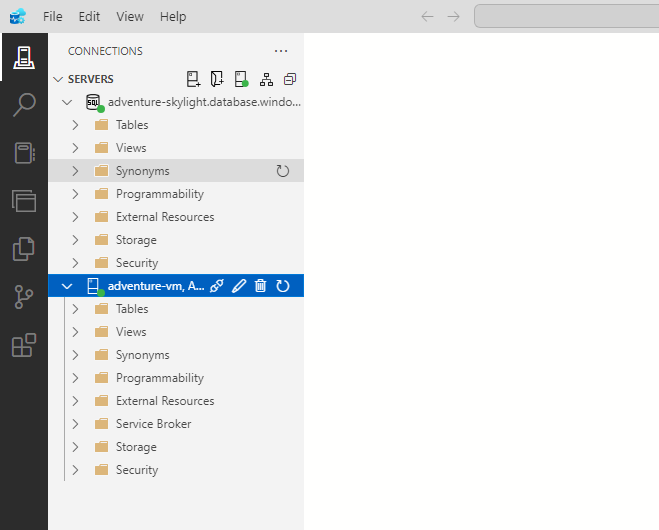 File Edit View Help
CONNECTIONS ...
SERVERS
SQL adventure-skylight.database.windo...
Tables
Views
Synonyms
Programmability
External Resources
Storage
Security
adventure-vm, A...
Tables
Views
Synonyms
Programmability
External Resources
Service Broker
Storage
Security